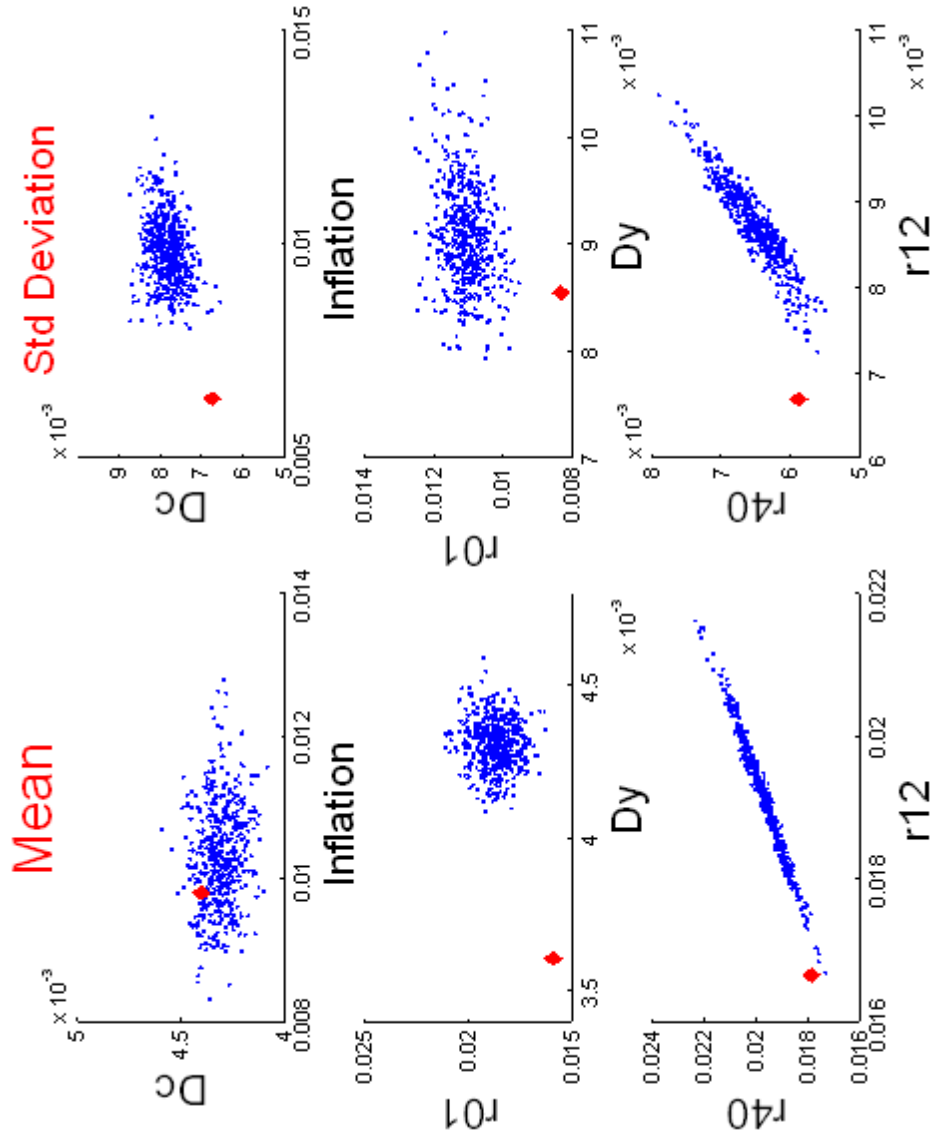 Mean
Std Deviation
x 10⁻³
5
4.5
4
Dc
0.008
0.01
0.012
0.014
Inflation
x 10⁻³
9
8
7
6
5
Dc
0.005
0.01
0.015
Inflation
0.025
0.02
0.015
r01
3.5
4
4.5
x 10⁻³
Dy
0.014
0.012
0.01
0.008
r01
7
8
9
10
11
x 10⁻³
Dy
0.024
0.022
0.02
0.018
0.016
r40
0.016
0.018
0.02
0.022
r12
8
7
6
5
r40
6
7
8
9
10
11
x 10⁻³
r12